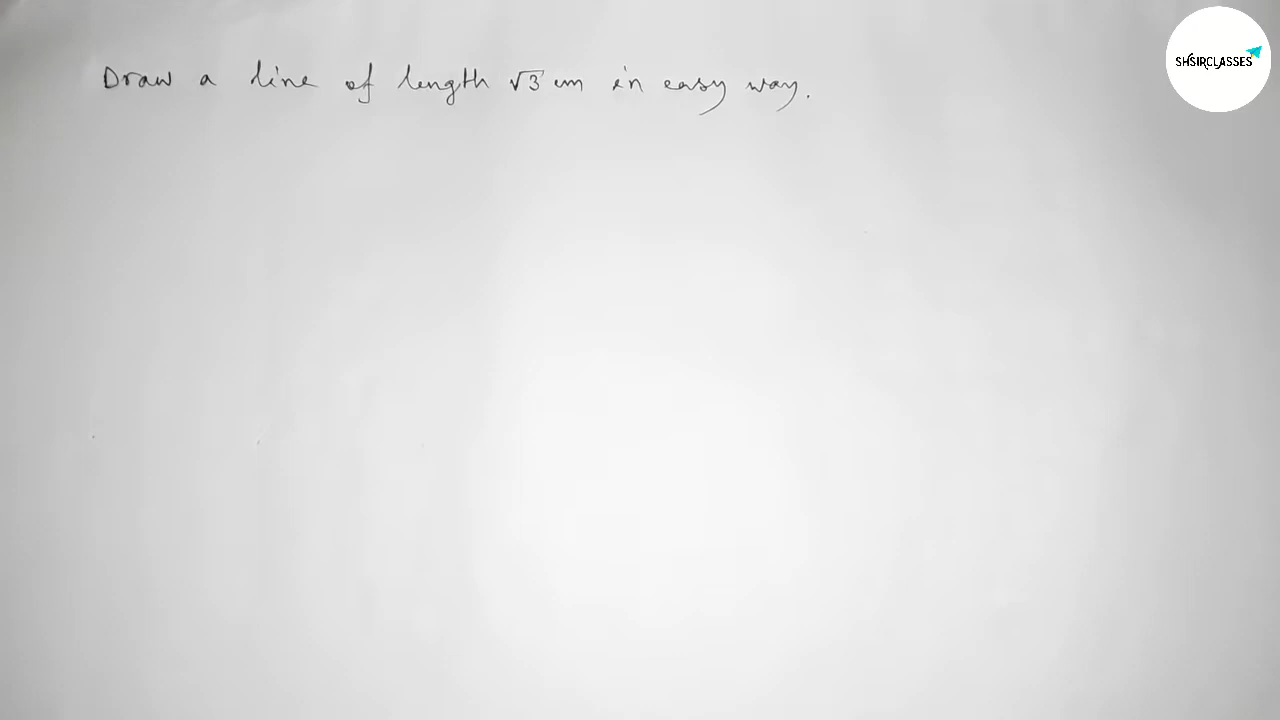 Draw a line of length √3 cm in easy way.
SHSIRCLASSES